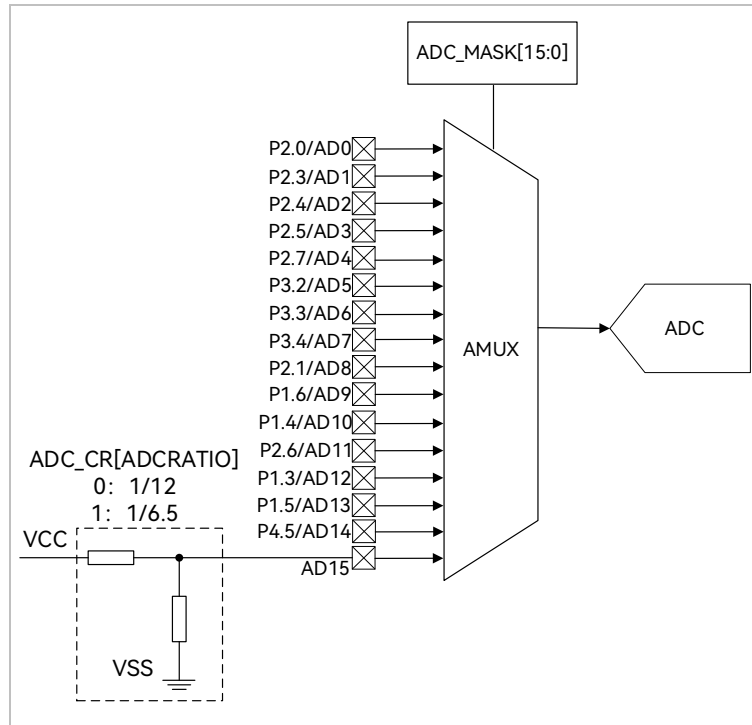 ADC_MASK[15:0]
P2.0/AD0
P2.3/AD1
P2.4/AD2
P2.5/AD3
P2.7/AD4
P3.2/AD5
P3.3/AD6
P3.4/AD7
P2.1/AD8
P1.6/AD9
P1.4/AD10
P2.6/AD11
P1.3/AD12
P1.5/AD13
P4.5/AD14
AD15
AMUX
ADC
ADC_CR[ADCRATIO]
0: 1/12
1: 1/6.5
VCC
VSS